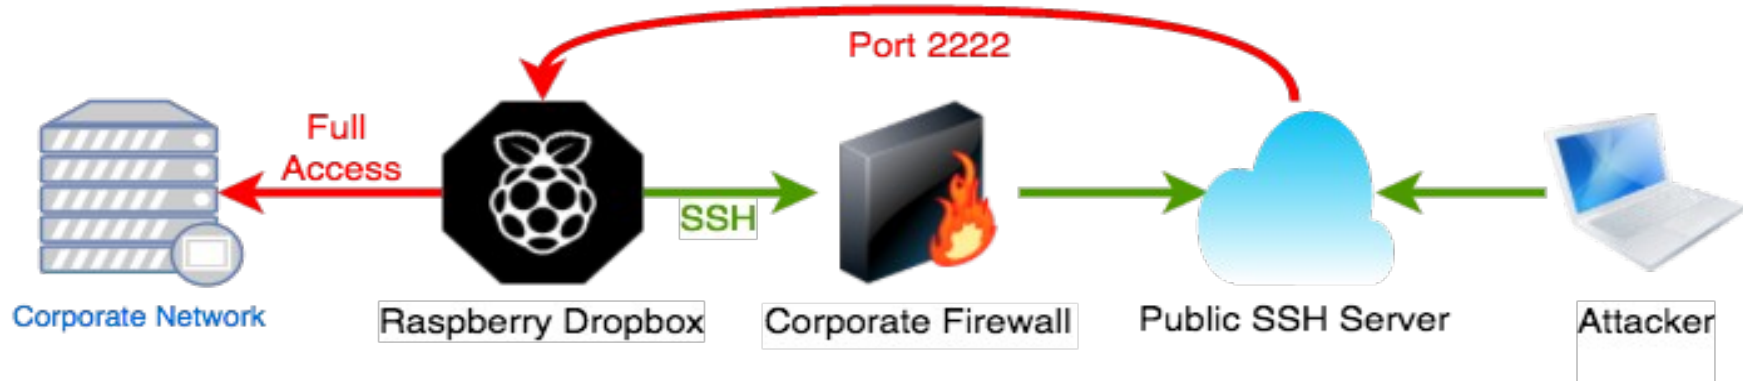 Port 2222
Full
Access
SSH
Corporate Network
Raspberry Dropbox
Corporate Firewall
Public SSH Server
Attacker